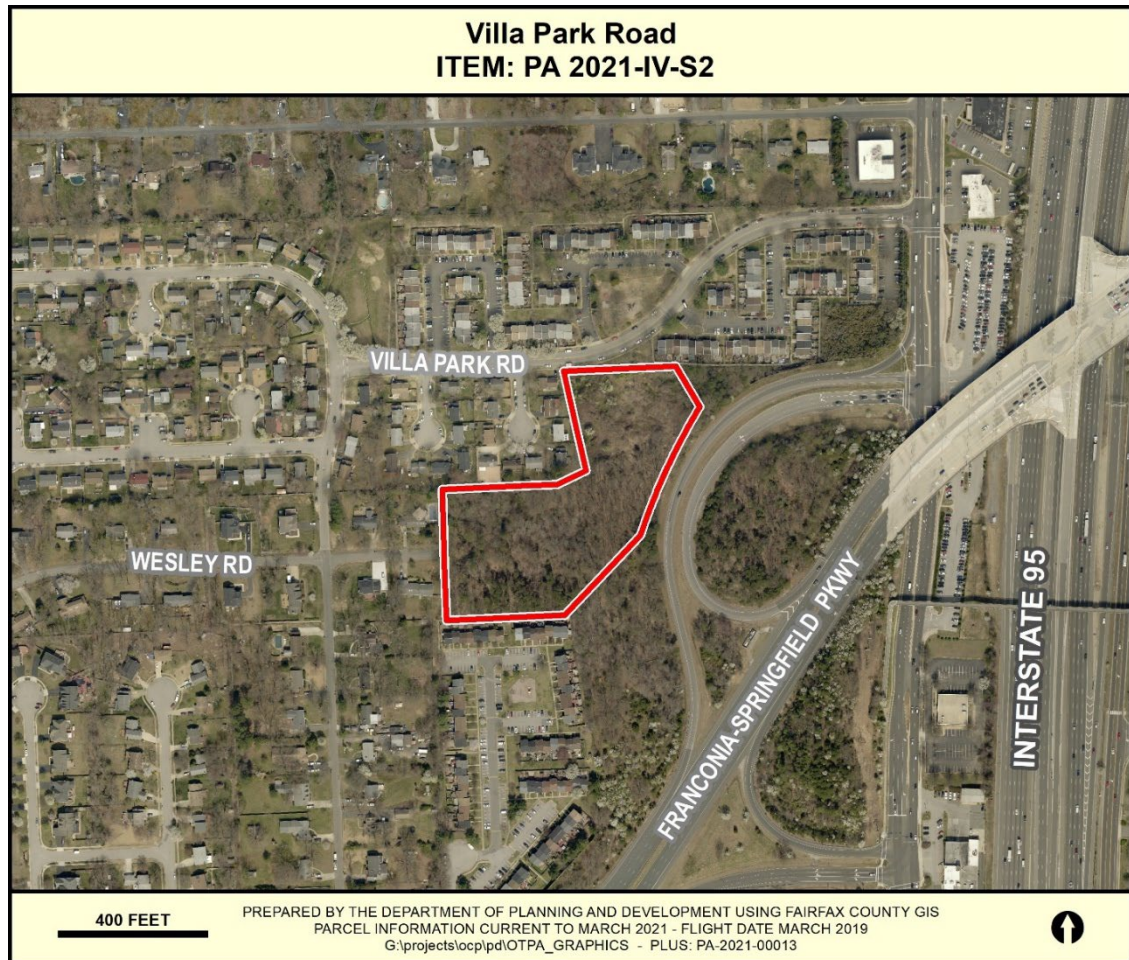 Villa Park Road
ITEM: PA 2021-IV-S2
VILLA PARK RD
WESLEY RD
FRANCONIA-SPRINGFIELD PKWY
INTERSTATE 95
400 FEET
PREPARED BY THE DEPARTMENT OF PLANNING AND DEVELOPMENT USING FAIRFAX COUNTY GIS
PARCEL INFORMATION CURRENT TO MARCH 2021 - FLIGHT DATE MARCH 2019
G:\projects\ocp\pd\OTPA_GRAPHICS - PLUS: PA-2021-00013